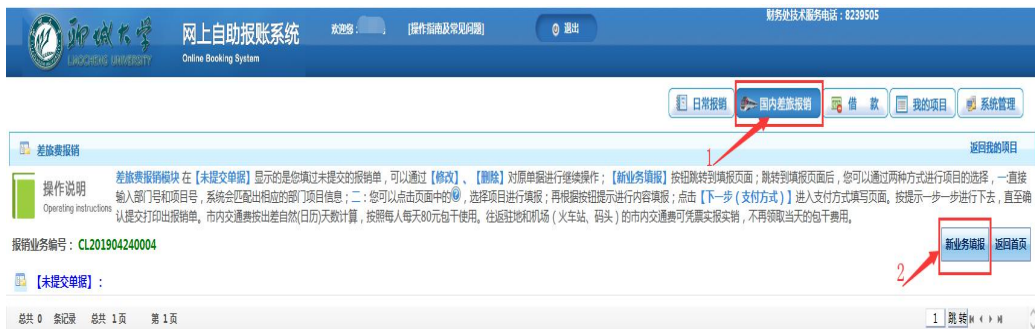 聊城大学
LIAOCHENG UNIVERSITY
网上自助报账系统
Online Booking System
欢迎您：
[操作指南及常见问题]
退出
财务处技术服务电话：8239505
日常报销
国内差旅报销
借 款
我的项目
系统管理
1
差旅费报销
返回我的项目
操作说明
Operating instructions
差旅费报销模块 在【未提交单据】显示的是您填过未提交的报销单，可以通过【修改】、【删除】对原单据进行继续操作；【新业务填报】按钮跳转到填报页面；跳转到填报页面后，您可以通过两种方式进行项目的选择，一:直接
输入部门号和项目号，系统会匹配出相应的部门项目信息；二：您可以点击页面中的?，选择项目进行填报；再根据按钮提示进行内容填报；点击【下一步（支付方式）】进入支付方式填写页面。按提示一步一步进行下去，直至确
认提交打印出报销单。市内交通费按出差自然(日历)天数计算，按照每人每天80元包干使用。往返驻地和机场（火车站、码头）的市内交通费可凭票实报实销，不再领取当天的包干费用。
报销业务编号：CL201904240004
新业务填报
返回首页
2
【未提交单据】：
总共 0 条记录 总共 1页 第 1页
1
跳转